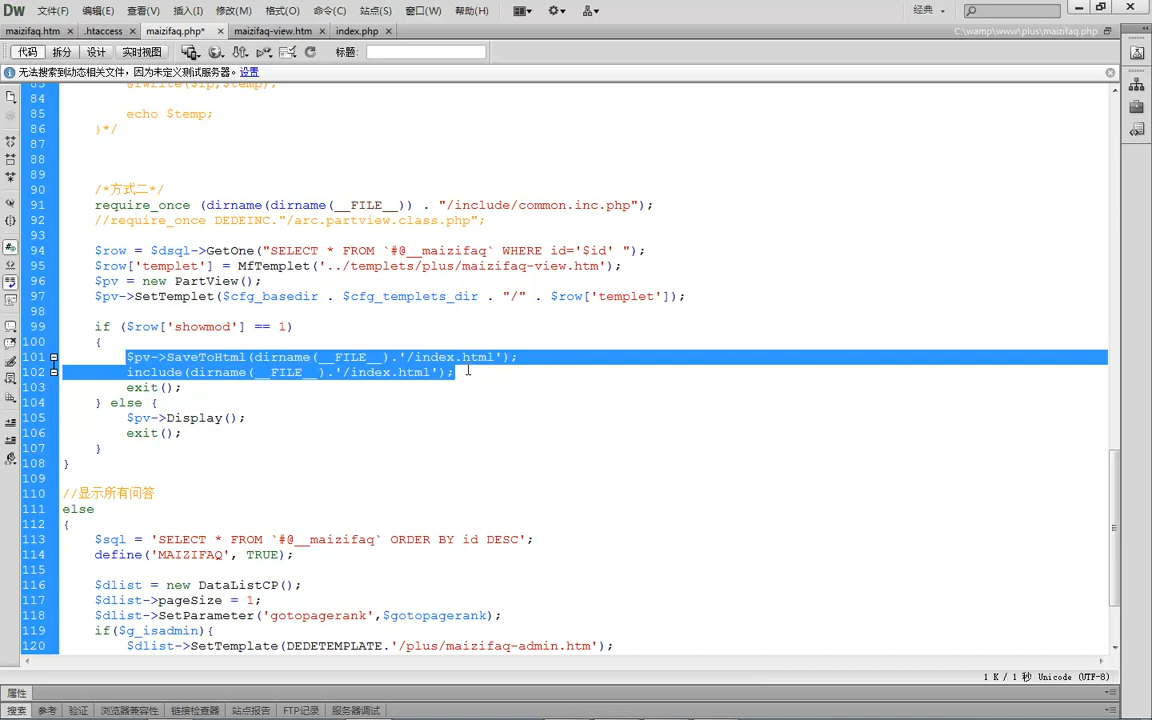 Dw 文件(F) 编辑(E) 查看(V) 插入(I) 修改(M) 格式(O) 命令(C) 站点(S) 窗口(W) 帮助(H) 经典
maizifaq.htm × .htaccess × maizifaq.php* × maizifaq-view.htm × index.php × C:\wamp\www\plus\maizifaq.php
代码 拆分 设计 实时视图 标题:
无法搜索到动态相关文件，因为未定义测试服务器。 设置
83 @fwrite($fp,$temp);
84
85 echo $temp;
86 )*/
87
88
89
90 /*方式二*/
91 require_once (dirname(dirname(__FILE__)) . "/include/common.inc.php");
92 //require_once DEDEINC."/arc.partview.class.php";
93
94 $row = $dsql->GetOne("SELECT * FROM `#@__maizifaq` WHERE id='$id' ");
95 $row['templet'] = MfTemplet('../templets/plus/maizifaq-view.htm');
96 $pv = new PartView();
97 $pv->SetTemplet($cfg_basedir . $cfg_templets_dir . "/" . $row['templet']);
98
99 if ($row['showmod'] == 1)
100 {
101 $pv->SaveToHtml(dirname(__FILE__).'/index.html');
102 include(dirname(__FILE__).'/index.html');
103 exit();
104 } else {
105 $pv->Display();
106 exit();
107 }
108 }
109
110 //显示所有问答
111 else
112 {
113 $sql = 'SELECT * FROM `#@__maizifaq` ORDER BY id DESC';
114 define('MAIZIFAQ', TRUE);
115
116 $dlist = new DataListCP();
117 $dlist->pageSize = 1;
118 $dlist->SetParameter('gotopagerank',$gotopagerank);
119 if($g_isadmin){
120 $dlist->SetTemplate(DEDETEMPLATE.'/plus/maizifaq-admin.htm');
1 K / 1 秒 Unicode (UTF-8)
属性
搜索 参考 验证 浏览器兼容性 链接检查器 站点报告 FTP记录 服务器调试